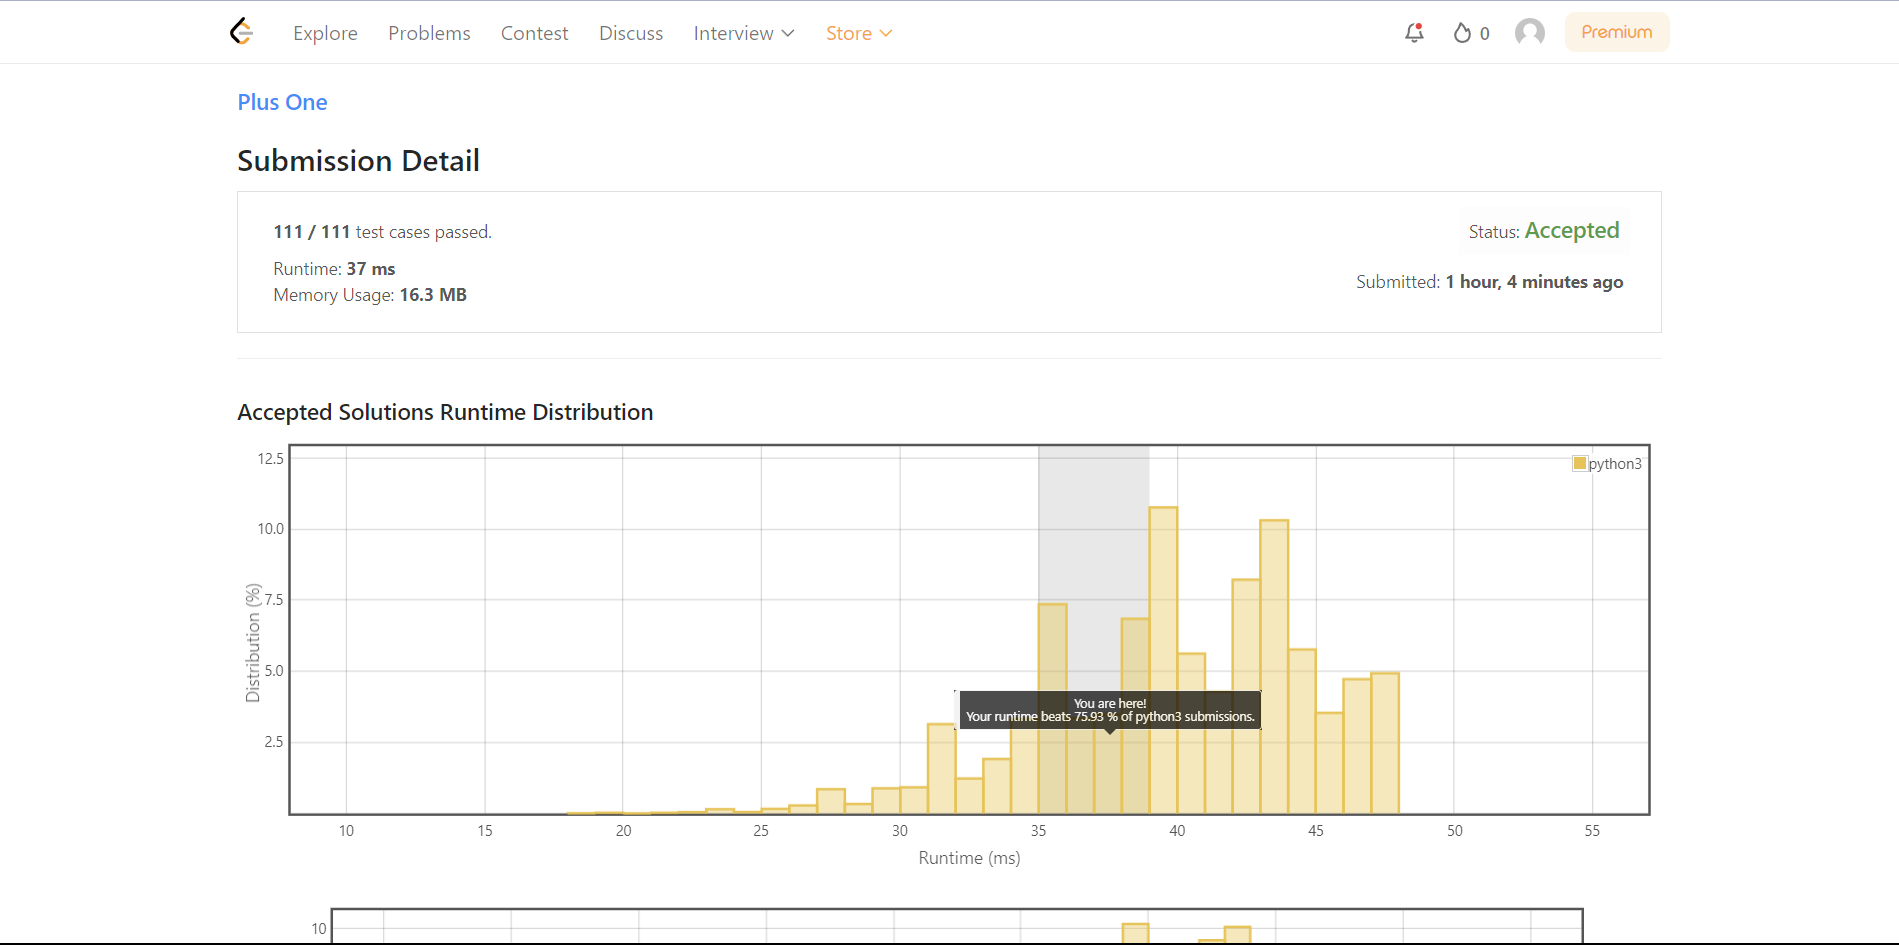 Explore Problems Contest Discuss Interview Store 0 Premium
Plus One
Submission Detail
111 / 111 test cases passed.
Status: Accepted
Runtime: 37 ms
Memory Usage: 16.3 MB
Submitted: 1 hour, 4 minutes ago
Accepted Solutions Runtime Distribution
12.5
python3
10.0
7.5
5.0
2.5
Distribution (%)
You are here!
Your runtime beats 75.93 % of python3 submissions.
10 15 20 25 30 35 40 45 50 55
Runtime (ms)
10